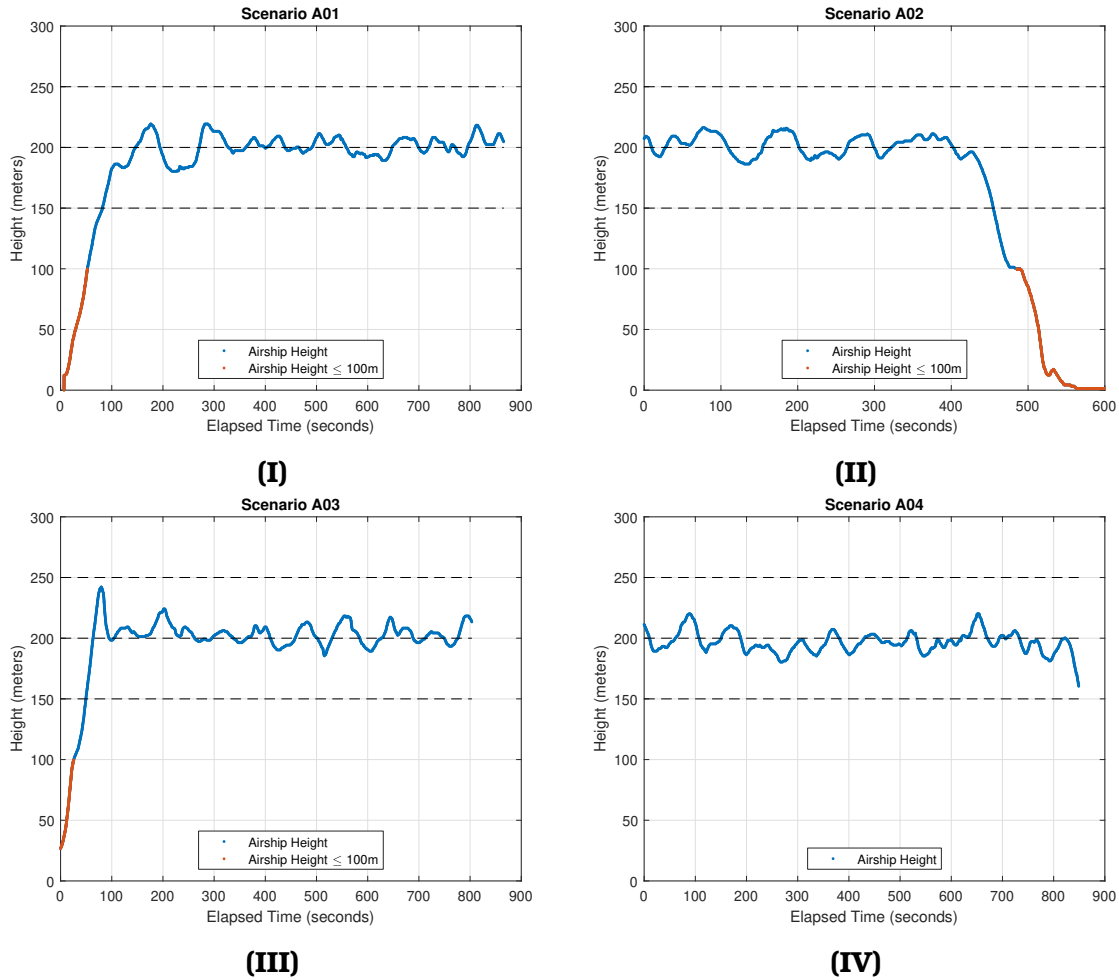 Scenario A01
300
250
200
150
100
50
0
Height (meters)
Airship Height
Airship Height ≤ 100m
0 100 200 300 400 500 600 700 800 900
Elapsed Time (seconds)
(I)
Scenario A02
300
250
200
150
100
50
0
Height (meters)
Airship Height
Airship Height ≤ 100m
0 100 200 300 400 500 600
Elapsed Time (seconds)
(II)
Scenario A03
300
250
200
150
100
50
0
Height (meters)
Airship Height
Airship Height ≤ 100m
0 100 200 300 400 500 600 700 800 900
Elapsed Time (seconds)
(III)
Scenario A04
300
250
200
150
100
50
0
Height (meters)
Airship Height
0 100 200 300 400 500 600 700 800 900
Elapsed Time (seconds)
(IV)